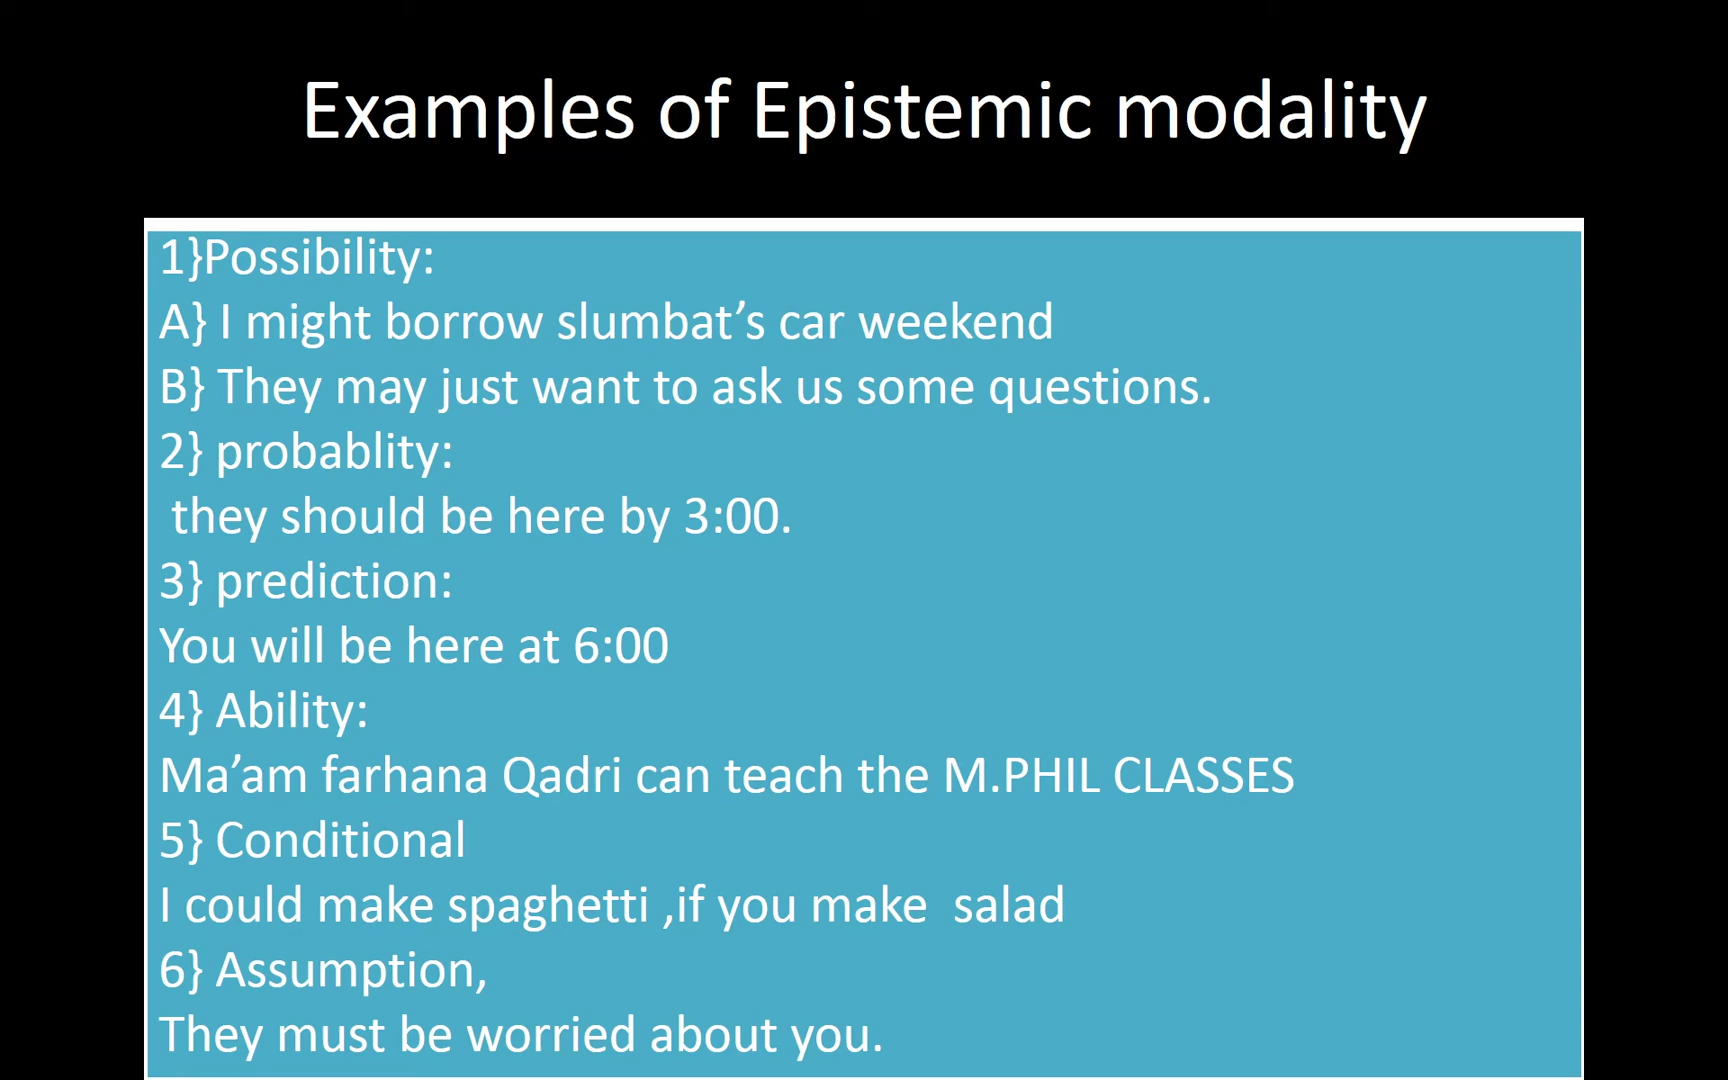 Examples of Epistemic modality
1}Possibility:
A} I might borrow slumbat’s car weekend
B} They may just want to ask us some questions.
2} probablity:
they should be here by 3:00.
3} prediction:
You will be here at 6:00
4} Ability:
Ma’am farhana Qadri can teach the M.PHIL CLASSES
5} Conditional
I could make spaghetti ,if you make  salad
6} Assumption,
They must be worried about you.